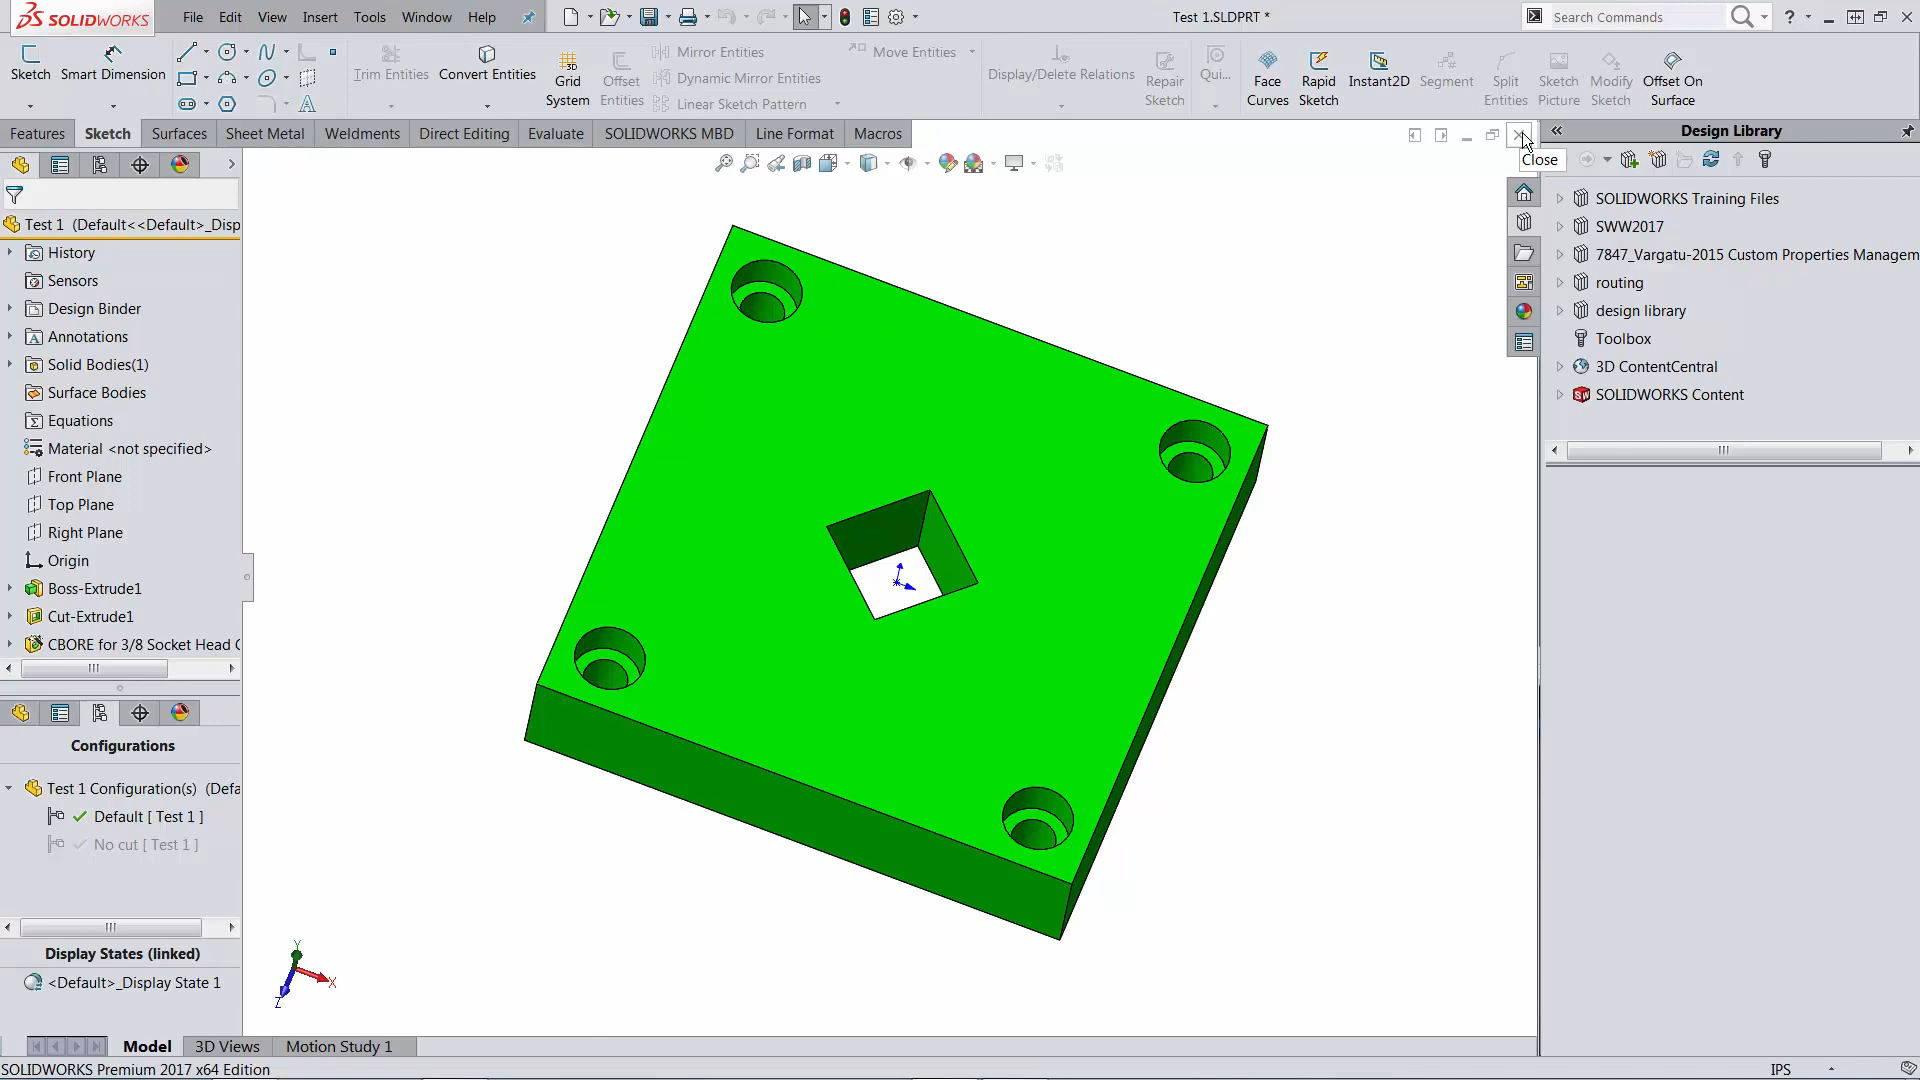 SOLIDWORKS File Edit View Insert Tools Window Help Test 1.SLDPRT * Search Commands ?
Sketch Smart Dimension Trim Entities Convert Entities 3D Grid System Offset Entities Mirror Entities Move Entities Display/Delete Relations Repair Sketch Qui... Face Curves Rapid Sketch Instant2D Segment Split Entities Sketch Picture Modify Sketch Offset On Surface
Dynamic Mirror Entities
Linear Sketch Pattern
Features Sketch Surfaces Sheet Metal Weldments Direct Editing Evaluate SOLIDWORKS MBD Line Format Macros
Design Library
Close
Test 1 (Default<<Default>_Disp
History
Sensors
Design Binder
Annotations
Solid Bodies(1)
Surface Bodies
Equations
Material <not specified>
Front Plane
Top Plane
Right Plane
Origin
Boss-Extrude1
Cut-Extrude1
CBORE for 3/8 Socket Head C
Configurations
Test 1 Configuration(s) (Defa
Default [ Test 1 ]
No cut [ Test 1 ]
Display States (linked)
<Default>_Display State 1
Y
X
Z
SOLIDWORKS Training Files
SWW2017
7847_Vargatu-2015 Custom Properties Managem
routing
design library
Toolbox
3D ContentCentral
SOLIDWORKS Content
Model 3D Views Motion Study 1
SOLIDWORKS Premium 2017 x64 Edition IPS